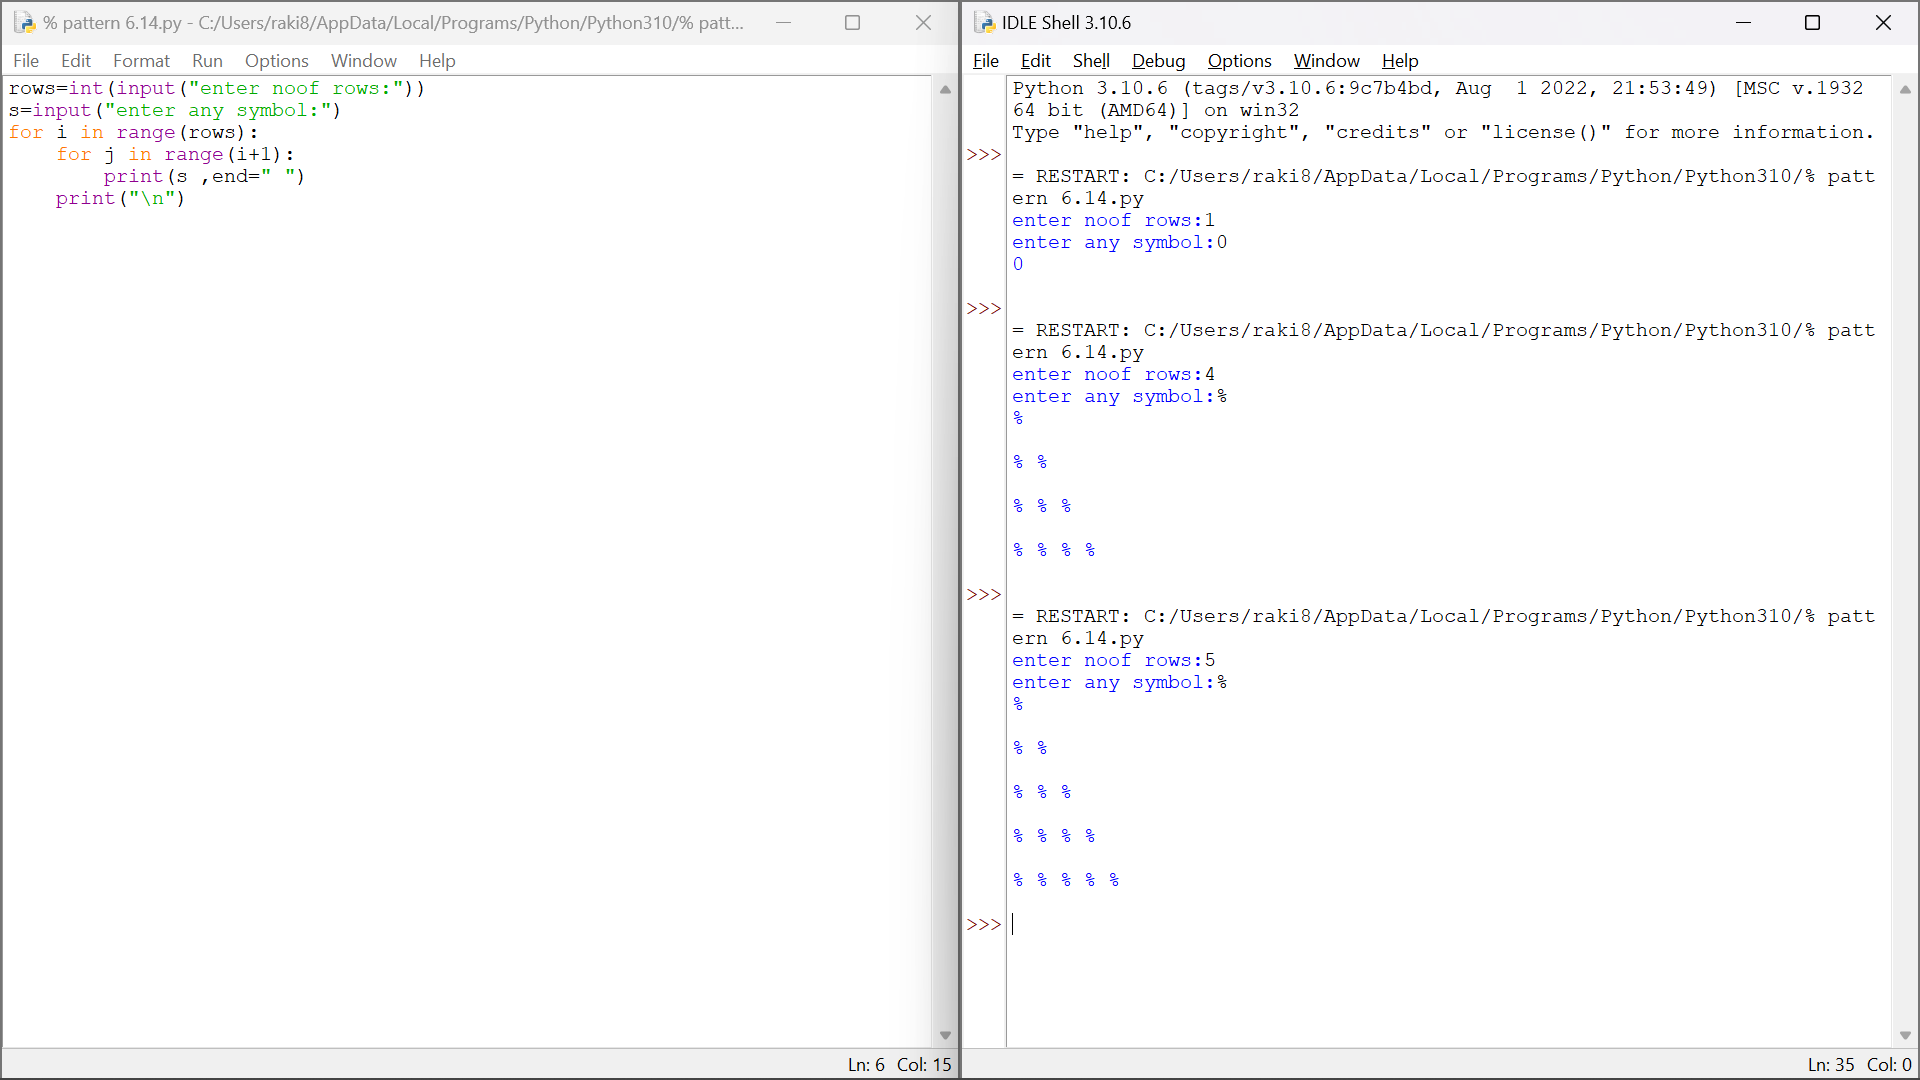 % pattern 6.14.py - C:/Users/raki8/AppData/Local/Programs/Python/Python310/% patt...
File Edit Format Run Options Window Help
rows=int(input("enter noof rows:"))
s=input("enter any symbol:")
for i in range(rows):
    for j in range(i+1):
        print(s ,end=" ")
    print("\n")
Ln: 6 Col: 15
IDLE Shell 3.10.6
File Edit Shell Debug Options Window Help
Python 3.10.6 (tags/v3.10.6:9c7b4bd, Aug  1 2022, 21:53:49) [MSC v.1932
64 bit (AMD64)] on win32
Type "help", "copyright", "credits" or "license()" for more information.
>>>
= RESTART: C:/Users/raki8/AppData/Local/Programs/Python/Python310/% patt
ern 6.14.py
enter noof rows:1
enter any symbol:0
0
>>>
= RESTART: C:/Users/raki8/AppData/Local/Programs/Python/Python310/% patt
ern 6.14.py
enter noof rows:4
enter any symbol:%
%
% %
% % %
% % % %
>>>
= RESTART: C:/Users/raki8/AppData/Local/Programs/Python/Python310/% patt
ern 6.14.py
enter noof rows:5
enter any symbol:%
%
% %
% % %
% % % %
% % % % %
>>>
Ln: 35 Col: 0